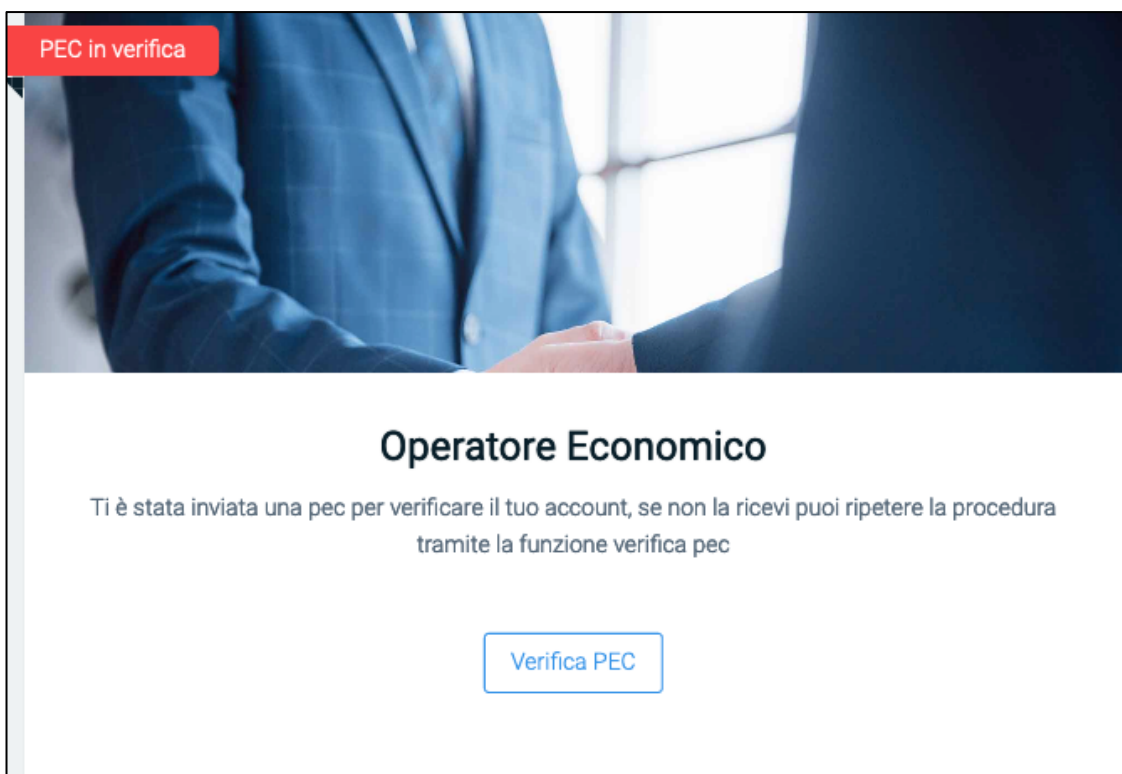 PEC in verifica
Operatore Economico
Ti è stata inviata una pec per verificare il tuo account, se non la ricevi puoi ripetere la procedura
tramite la funzione verifica pec
Verifica PEC